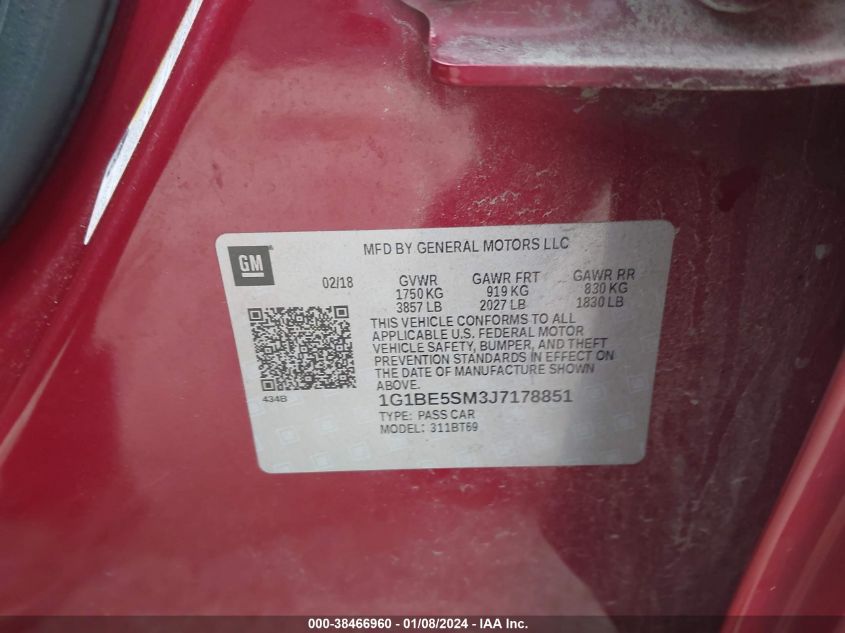 GM
MFD BY GENERAL MOTORS LLC
02/18 GVWR GAWR FRT GAWR RR
1750 KG 919 KG 830 KG
3857 LB 2027 LB 1830 LB
THIS VEHICLE CONFORMS TO ALL
APPLICABLE U.S. FEDERAL MOTOR
VEHICLE SAFETY, BUMPER, AND THEFT
PREVENTION STANDARDS IN EFFECT ON
THE DATE OF MANUFACTURE SHOWN
ABOVE.
434B
1G1BE5SM3J7178851
TYPE: PASS CAR
MODEL: 311BT69
000-38466960 - 01/08/2024 - IAA Inc.